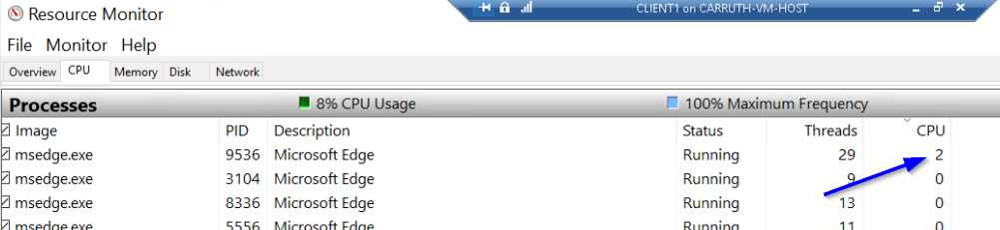 Resource Monitor
CLIENT1 on CARRUTH-VM-HOST
File Monitor Help
Overview CPU Memory Disk Network
Processes 8% CPU Usage 100% Maximum Frequency
Image PID Description Status Threads CPU
msedge.exe 9536 Microsoft Edge Running 29 2
msedge.exe 3104 Microsoft Edge Running 9 0
msedge.exe 8336 Microsoft Edge Running 13 0
msedge.exe 5556 Microsoft Edge Running 11 0